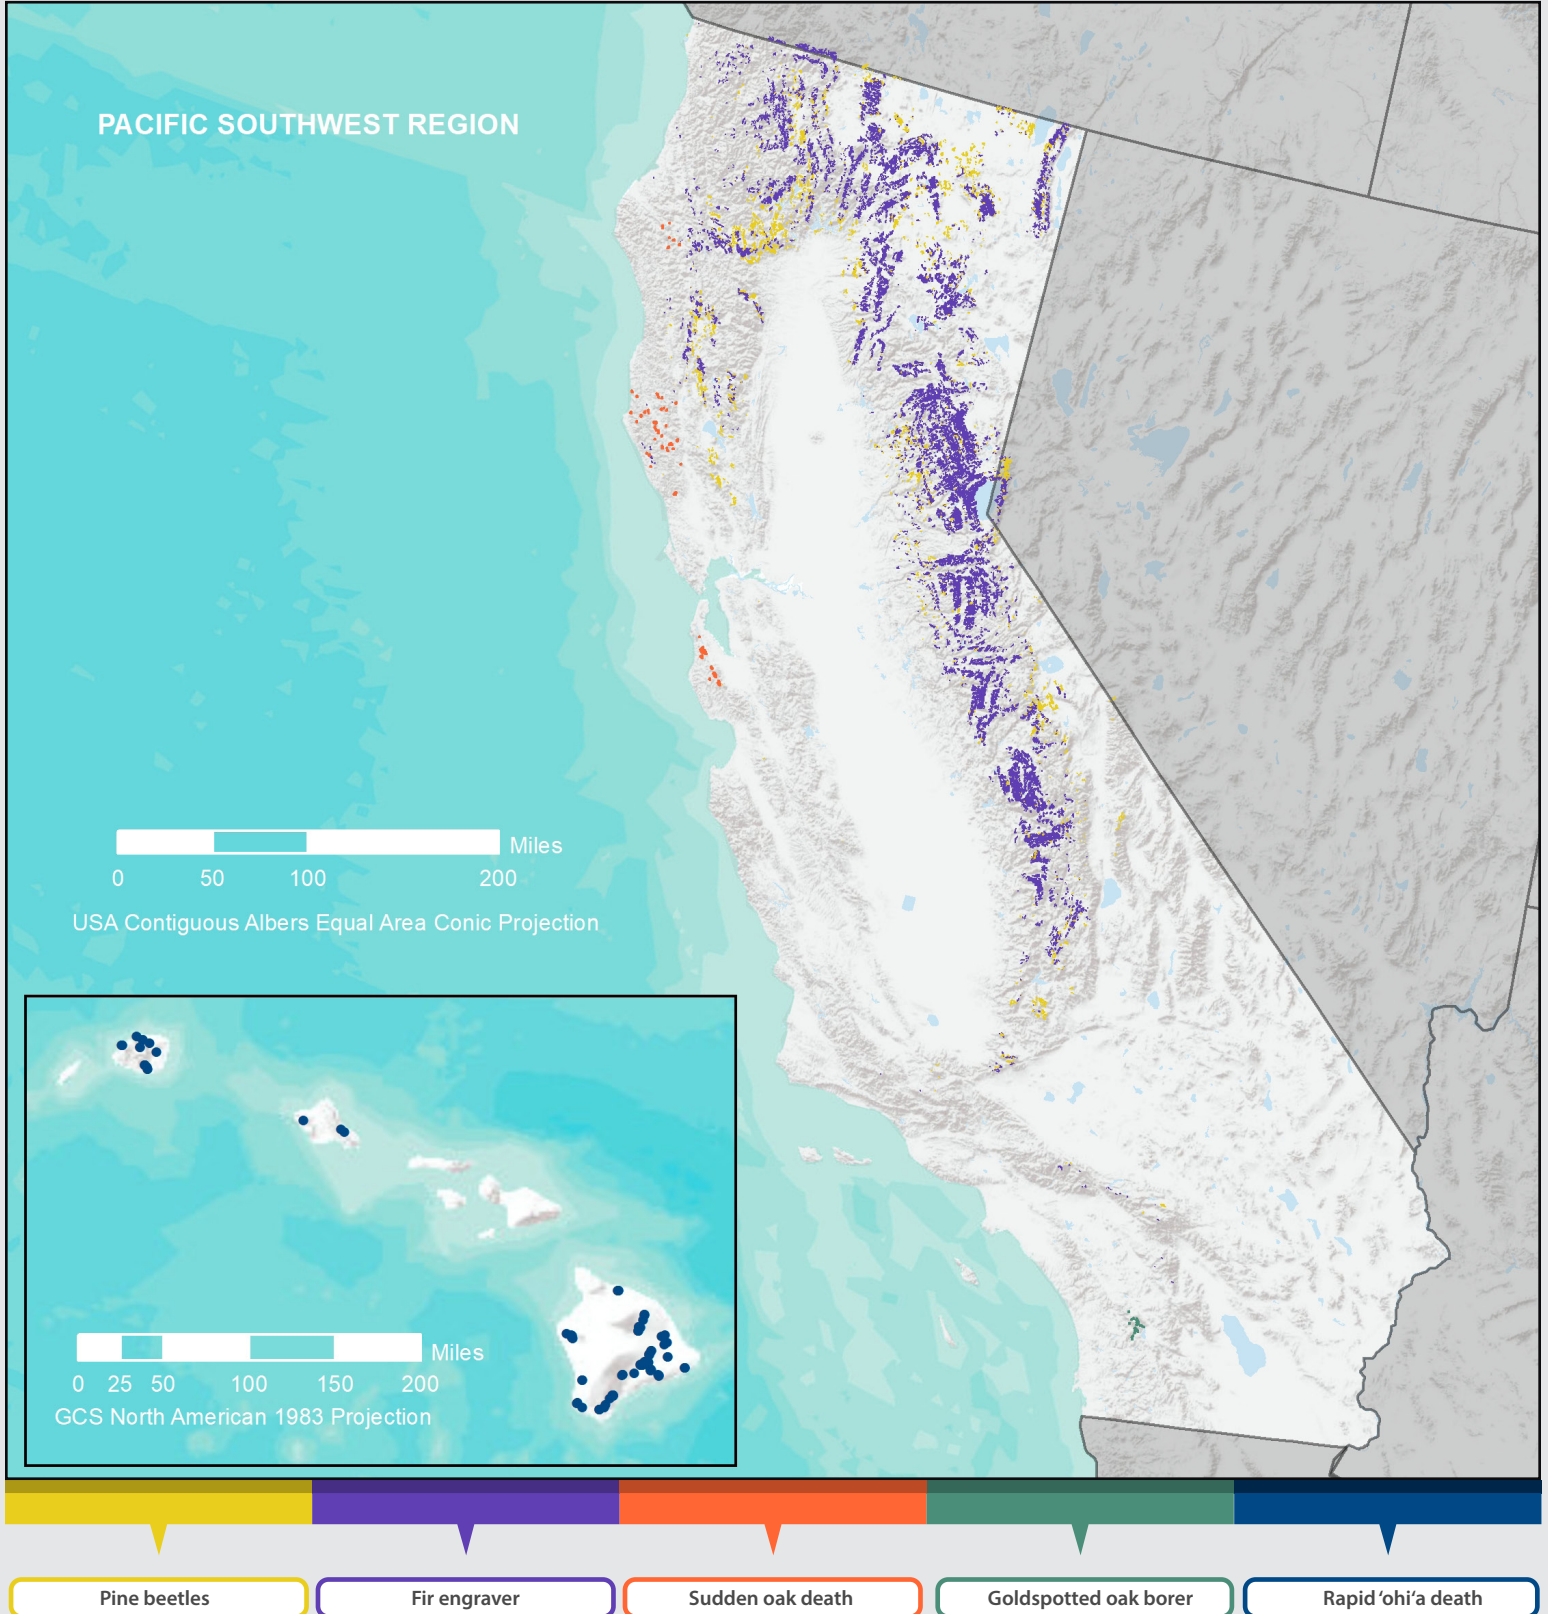 PACIFIC SOUTHWEST REGION
Miles
0 50 100 200
USA Contiguous Albers Equal Area Conic Projection
Miles
0 25 50 100 150 200
GCS North American 1983 Projection
Pine beetles
Fir engraver
Sudden oak death
Goldspotted oak borer
Rapid ‘ohi‘a death